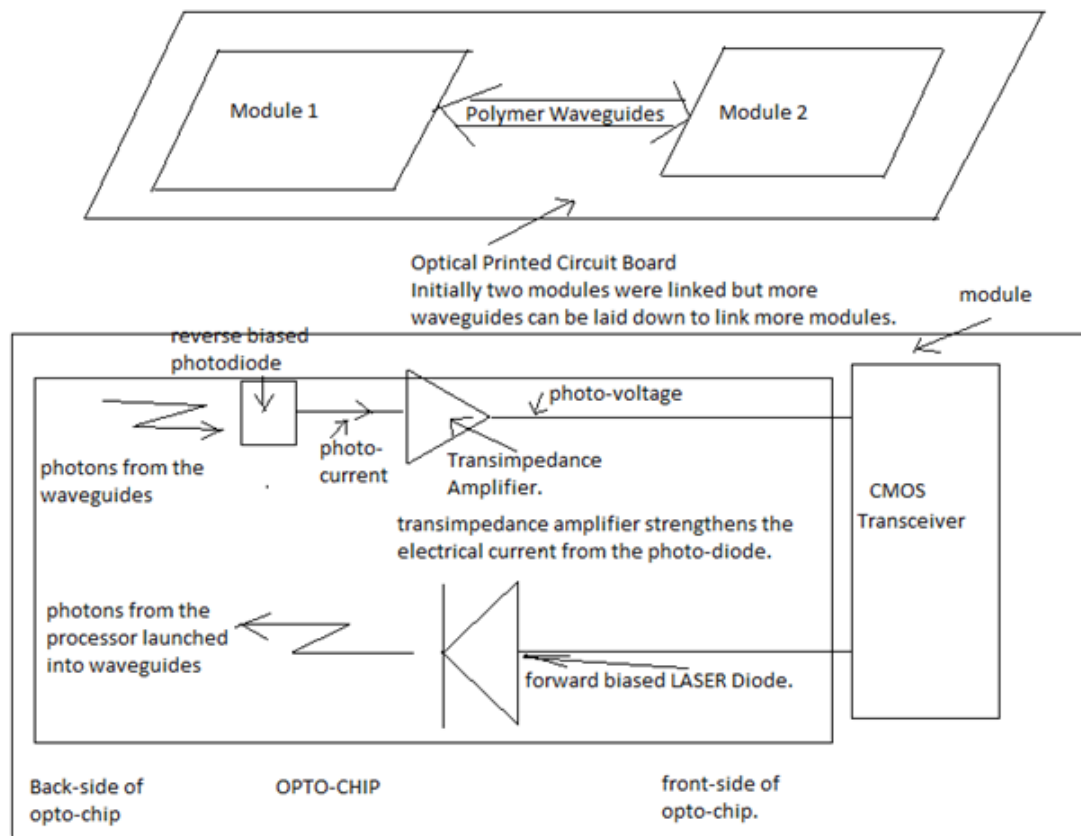 Module 1
Polymer Waveguides
Module 2
Optical Printed Circuit Board
Initially two modules were linked but more
waveguides can be laid down to link more modules.
module
reverse biased
photodiode
photo-voltage
photo-
current
Transimpedance
Amplifier.
photons from the
waveguides
CMOS
Transceiver
transimpedance amplifier strengthens the
electrical current from the photo-diode.
photons from the
processor launched
into waveguides
forward biased LASER Diode.
Back-side of
opto-chip
OPTO-CHIP
front-side of
opto-chip.